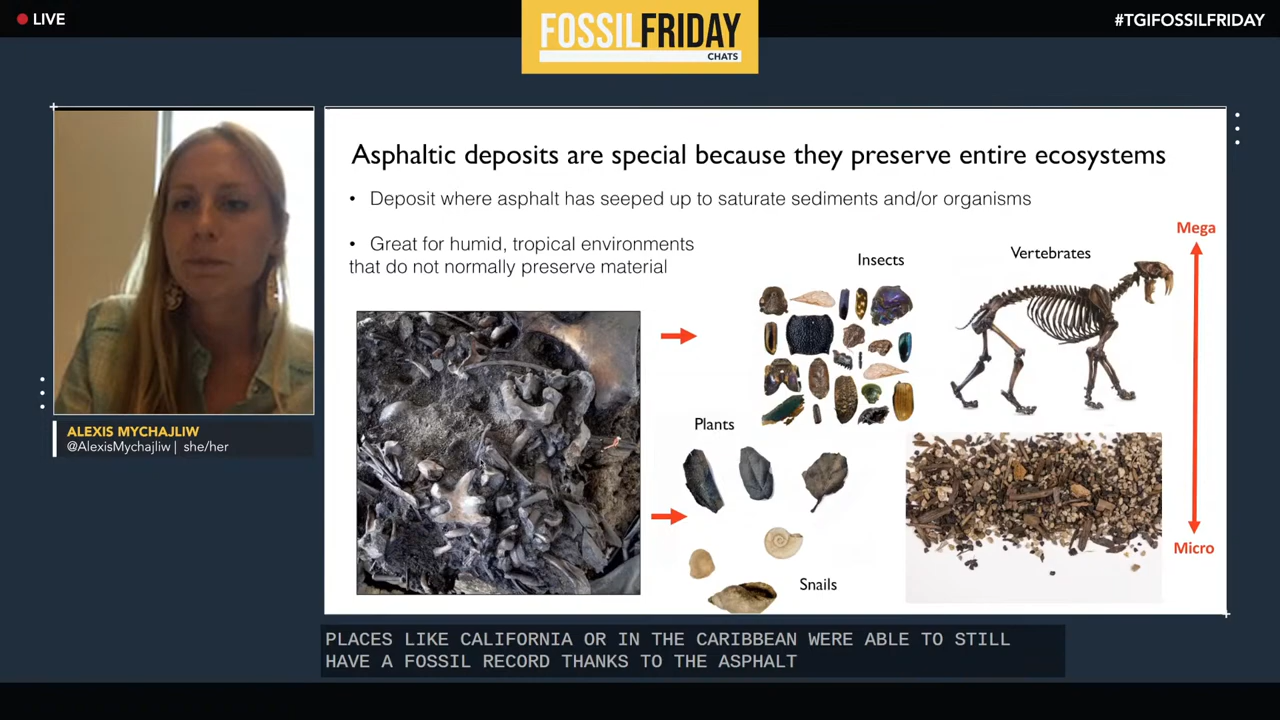 LIVE
FOSSILFRIDAY
CHATS
#TGIFOSSILFRIDAY
Asphaltic deposits are special because they preserve entire ecosystems
• Deposit where asphalt has seeped up to saturate sediments and/or organisms
• Great for humid, tropical environments
that do not normally preserve material
Mega
Vertebrates
Insects
Plants
Snails
Micro
ALEXIS MYCHAJLIW
@AlexisMychajliw | she/her
PLACES LIKE CALIFORNIA OR IN THE CARIBBEAN WERE ABLE TO STILL
HAVE A FOSSIL RECORD THANKS TO THE ASPHALT